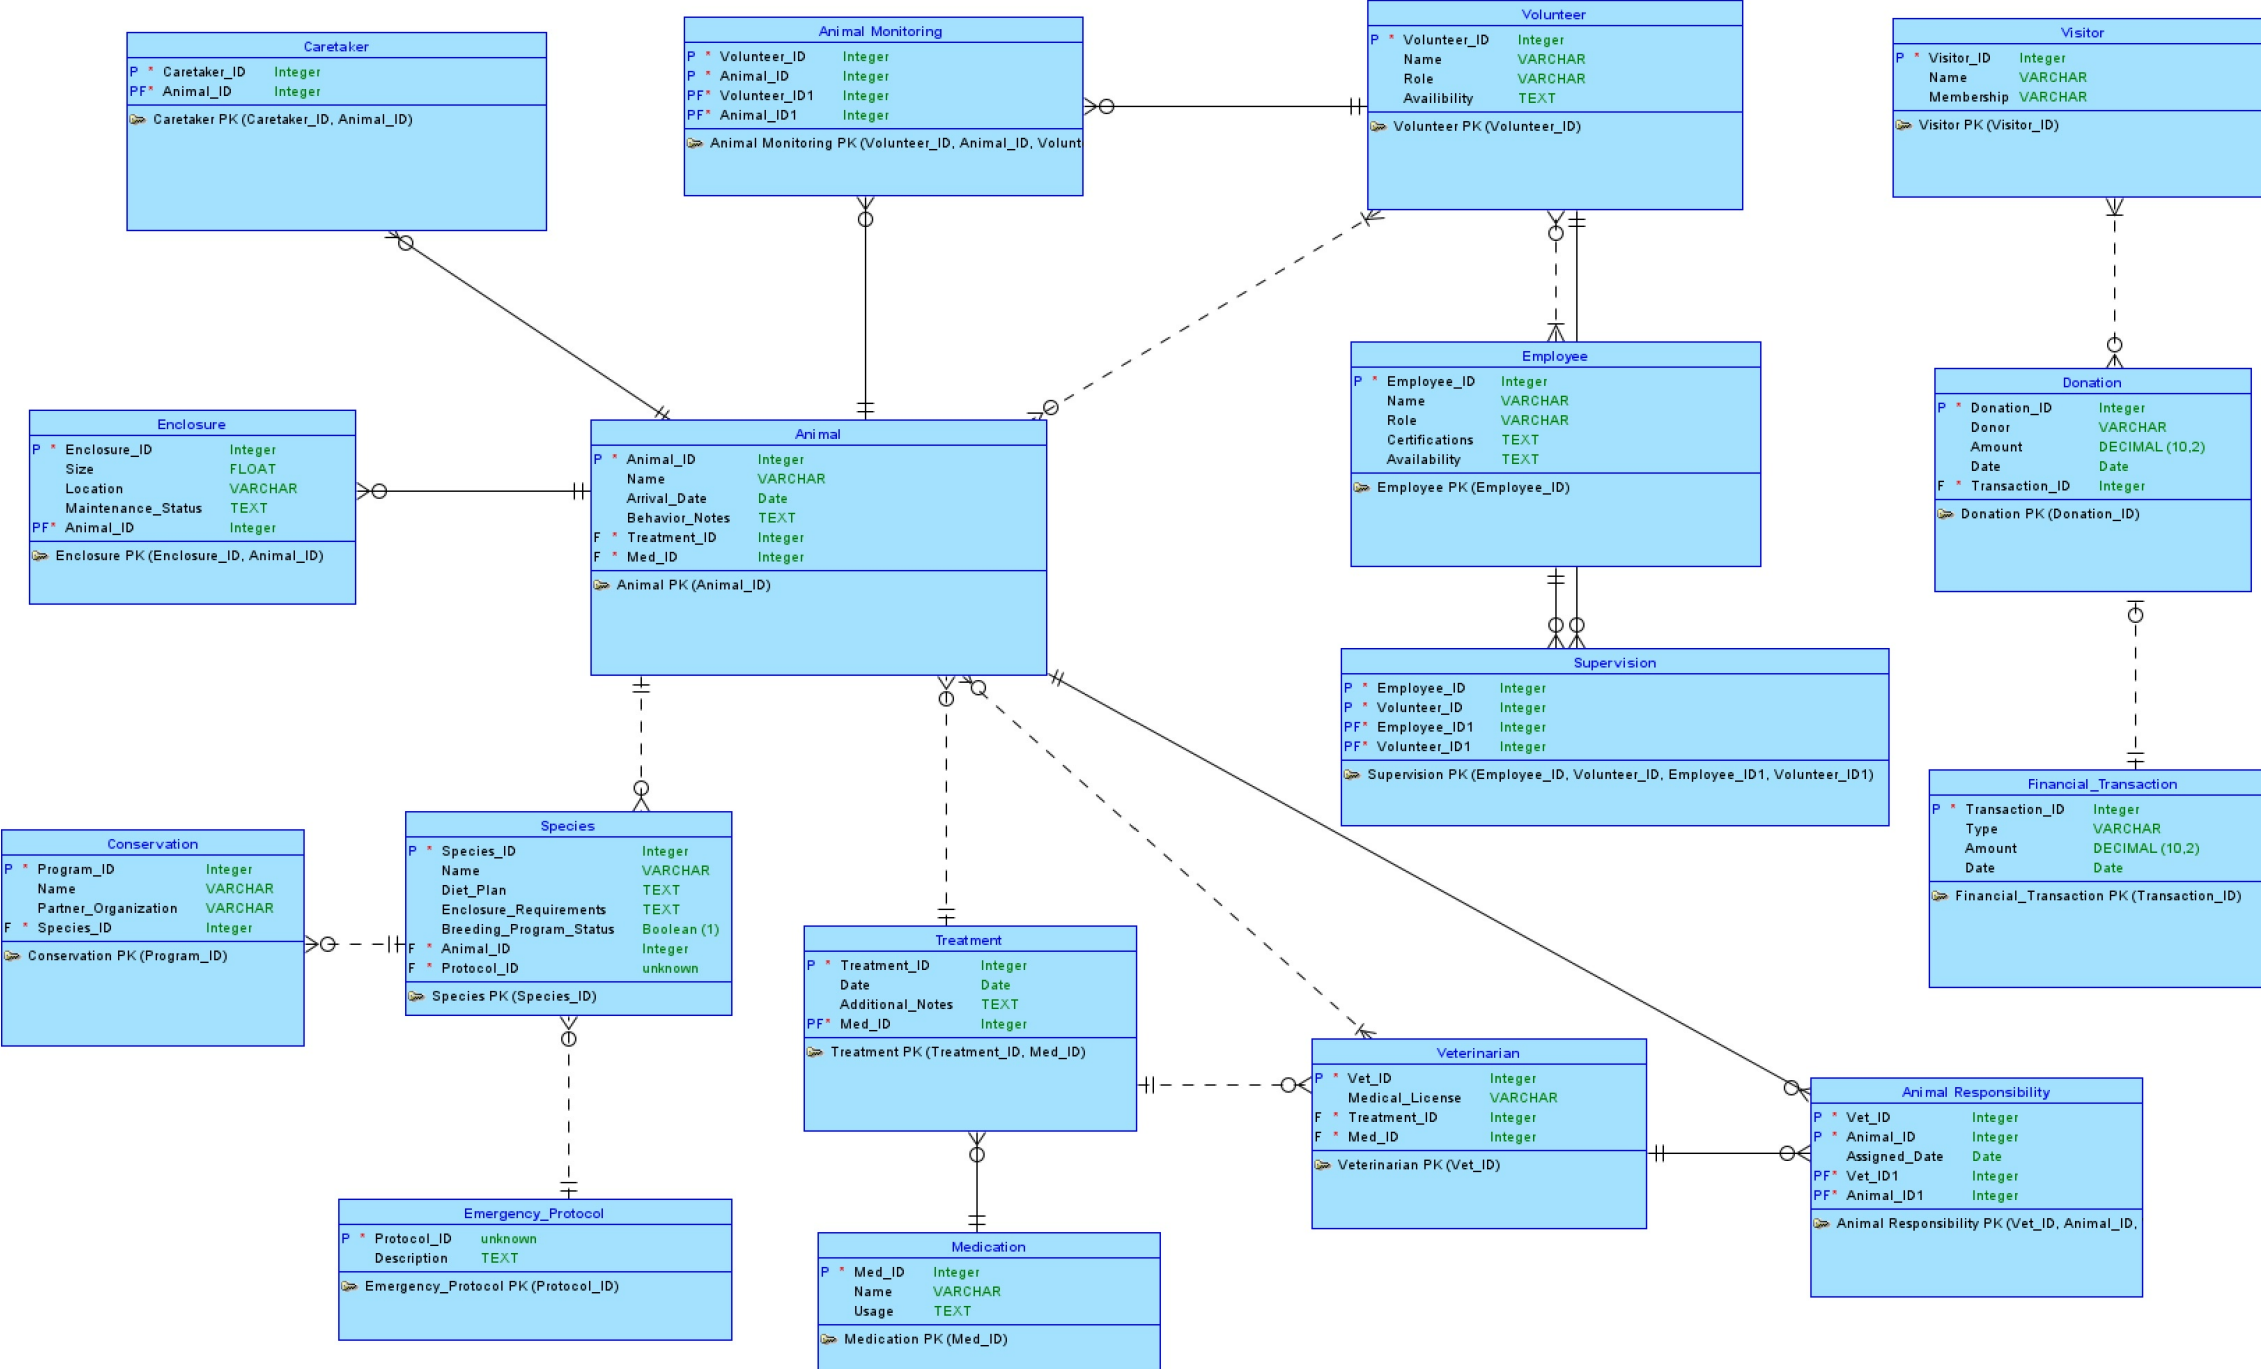 Caretaker
P * Caretaker_ID Integer
PF* Animal_ID Integer
Caretaker PK (Caretaker_ID, Animal_ID)
Animal Monitoring
P * Volunteer_ID Integer
P * Animal_ID Integer
PF* Volunteer_ID1 Integer
PF* Animal_ID1 Integer
Animal Monitoring PK (Volunteer_ID, Animal_ID, Volunt
Volunteer
P * Volunteer_ID Integer
Name VARCHAR
Role VARCHAR
Availibility TEXT
Volunteer PK (Volunteer_ID)
Visitor
P * Visitor_ID Integer
Name VARCHAR
Membership VARCHAR
Visitor PK (Visitor_ID)
Enclosure
P * Enclosure_ID Integer
Size FLOAT
Location VARCHAR
Maintenance_Status TEXT
PF* Animal_ID Integer
Enclosure PK (Enclosure_ID, Animal_ID)
Animal
P * Animal_ID Integer
Name VARCHAR
Arrival_Date Date
Behavior_Notes TEXT
F * Treatment_ID Integer
F * Med_ID Integer
Animal PK (Animal_ID)
Employee
P * Employee_ID Integer
Name VARCHAR
Role VARCHAR
Certifications TEXT
Availability TEXT
Employee PK (Employee_ID)
Donation
P * Donation_ID Integer
Donor VARCHAR
Amount DECIMAL (10,2)
Date Date
F * Transaction_ID Integer
Donation PK (Donation_ID)
Supervision
P * Employee_ID Integer
P * Volunteer_ID Integer
PF* Employee_ID1 Integer
PF* Volunteer_ID1 Integer
Supervision PK (Employee_ID, Volunteer_ID, Employee_ID1, Volunteer_ID1)
Financial_Transaction
P * Transaction_ID Integer
Type VARCHAR
Amount DECIMAL (10,2)
Date Date
Financial_Transaction PK (Transaction_ID)
Conservation
P * Program_ID Integer
Name VARCHAR
Partner_Organization VARCHAR
F * Species_ID Integer
Conservation PK (Program_ID)
Species
P * Species_ID Integer
Name VARCHAR
Diet_Plan TEXT
Enclosure_Requirements TEXT
Breeding_Program_Status Boolean (1)
F * Animal_ID Integer
F * Protocol_ID unknown
Species PK (Species_ID)
Treatment
P * Treatment_ID Integer
Date Date
Additional_Notes TEXT
PF* Med_ID Integer
Treatment PK (Treatment_ID, Med_ID)
Veterinarian
P * Vet_ID Integer
Medical_License VARCHAR
F * Treatment_ID Integer
F * Med_ID Integer
Veterinarian PK (Vet_ID)
Animal Responsibility
P * Vet_ID Integer
P * Animal_ID Integer
Assigned_Date Date
PF* Vet_ID1 Integer
PF* Animal_ID1 Integer
Animal Responsibility PK (Vet_ID, Animal_ID,
Emergency_Protocol
P * Protocol_ID unknown
Description TEXT
Emergency_Protocol PK (Protocol_ID)
Medication
P * Med_ID Integer
Name VARCHAR
Usage TEXT
Medication PK (Med_ID)